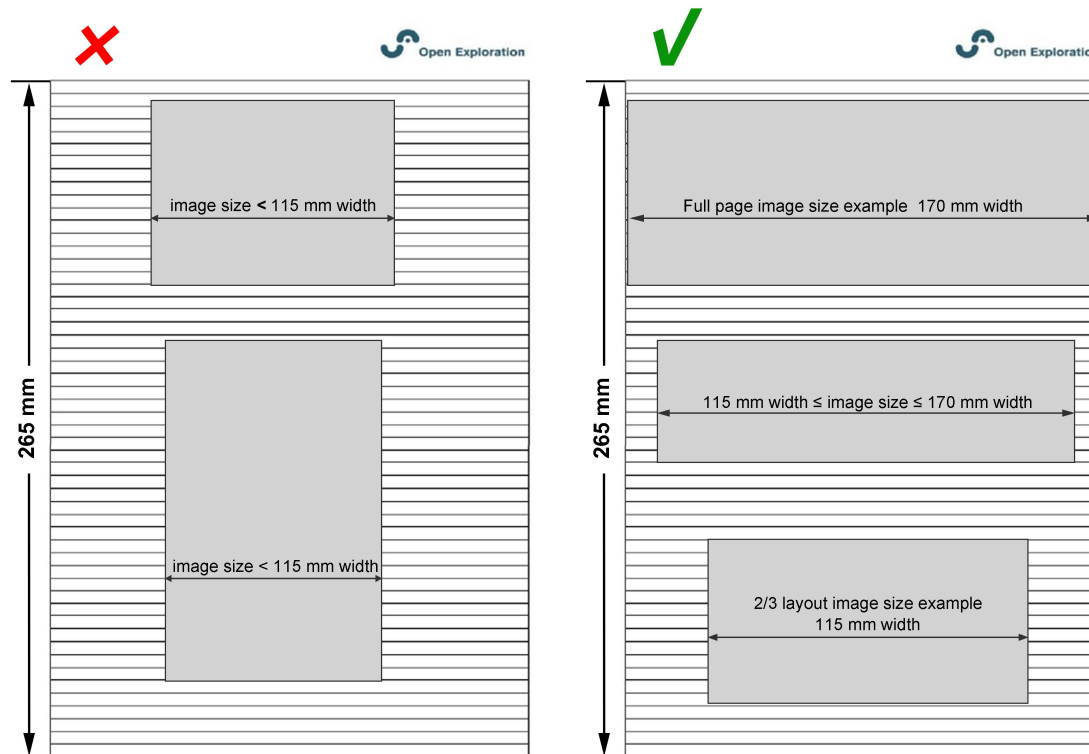 Open Exploration
image size < 115 mm width
265 mm
image size < 115 mm width
Open Exploratio
Full page image size example 170 mm width
265 mm
115 mm width ≤ image size ≤ 170 mm width
2/3 layout image size example
115 mm width